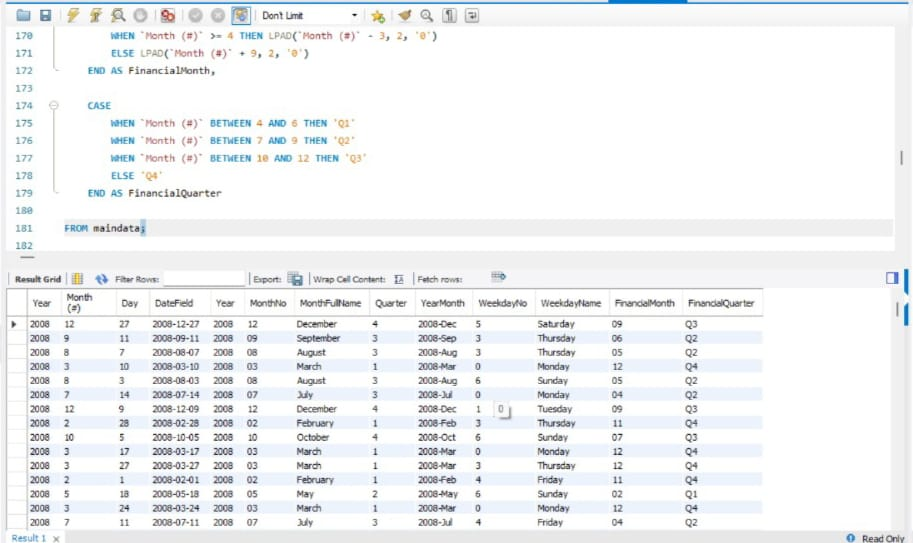 Don't Limit
170 WHEN `Month (#)` >= 4 THEN LPAD(`Month (#)` - 3, 2, '0')
171 ELSE LPAD(`Month (#)` + 9, 2, '0')
172 END AS FinancialMonth,
173
174 CASE
175 WHEN `Month (#)` BETWEEN 4 AND 6 THEN 'Q1'
176 WHEN `Month (#)` BETWEEN 7 AND 9 THEN 'Q2'
177 WHEN `Month (#)` BETWEEN 10 AND 12 THEN 'Q3'
178 ELSE 'Q4'
179 END AS FinancialQuarter
180
181 FROM maindata;
182
Result Grid Filter Rows: Export: Wrap Cell Content: Fetch rows:
Year Month (#) Day DateField Year MonthNo MonthFullName Quarter YearMonth WeekdayNo WeekdayName FinancialMonth FinancialQuarter
2008 12 27 2008-12-27 2008 12 December 4 2008-Dec 5 Saturday 09 Q3
2008 9 11 2008-09-11 2008 09 September 3 2008-Sep 3 Thursday 06 Q2
2008 8 7 2008-08-07 2008 08 August 3 2008-Aug 3 Thursday 05 Q2
2008 3 10 2008-03-10 2008 03 March 1 2008-Mar 0 Monday 12 Q4
2008 8 3 2008-08-03 2008 08 August 3 2008-Aug 6 Sunday 05 Q2
2008 7 14 2008-07-14 2008 07 July 3 2008-Jul 0 Monday 04 Q2
2008 12 9 2008-12-09 2008 12 December 4 2008-Dec 1 0 Tuesday 09 Q3
2008 2 28 2008-02-28 2008 02 February 1 2008-Feb 3 Thursday 11 Q4
2008 10 5 2008-10-05 2008 10 October 4 2008-Oct 6 Sunday 07 Q3
2008 3 17 2008-03-17 2008 03 March 1 2008-Mar 0 Monday 12 Q4
2008 3 27 2008-03-27 2008 03 March 1 2008-Mar 3 Thursday 12 Q4
2008 2 1 2008-02-01 2008 02 February 1 2008-Feb 4 Friday 11 Q4
2008 5 18 2008-05-18 2008 05 May 2 2008-May 6 Sunday 02 Q1
2008 3 24 2008-03-24 2008 03 March 1 2008-Mar 0 Monday 12 Q4
2008 7 11 2008-07-11 2008 07 July 3 2008-Jul 4 Friday 04 Q2
Result 1 × Read Only